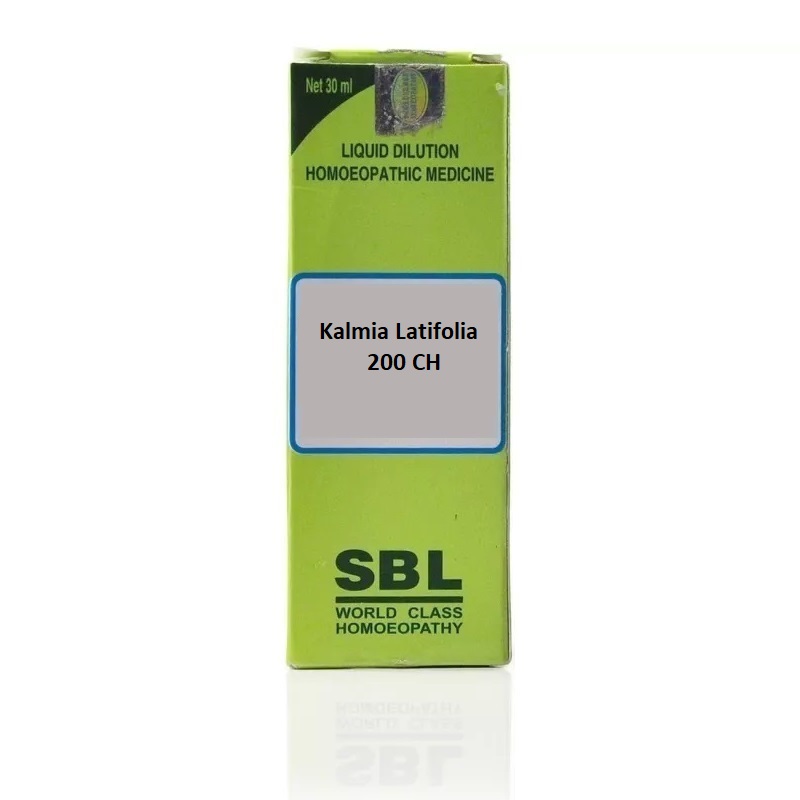 Net 30 ml
LIQUID DILUTION
HOMOEOPATHIC MEDICINE
Kalmia Latifolia
200 CH
SBL
WORLD CLASS
HOMOEOPATHY